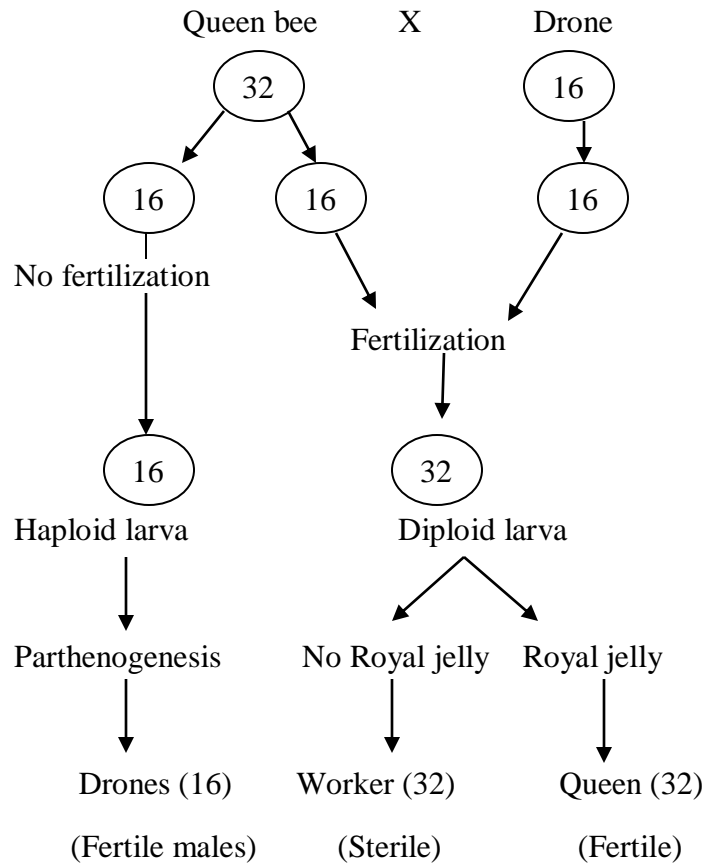 Queen bee X Drone
32 16
16 16 16
No fertilization
Fertilization
16 32
Haploid larva Diploid larva
Parthenogenesis No Royal jelly Royal jelly
Drones (16) Worker (32) Queen (32)
(Fertile males) (Sterile) (Fertile)